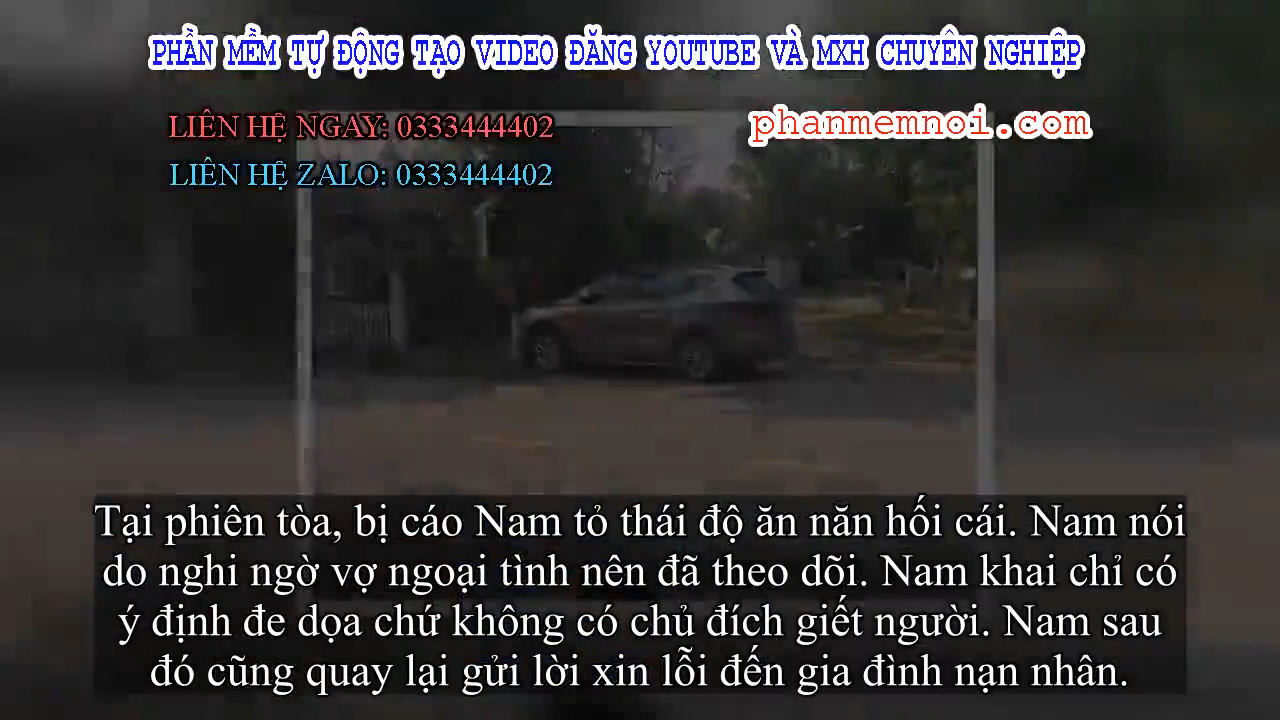 PHẦN MỀM TỰ ĐỘNG TẠO VIDEO ĐĂNG YOUTUBE VÀ MXH CHUYÊN NGHIỆP
LIÊN HỆ NGAY: 0333444402
phanmemnoi.com
LIÊN HỆ ZALO: 0333444402
Tại phiên tòa, bị cáo Nam tỏ thái độ ăn năn hối cái. Nam nói
do nghi ngờ vợ ngoại tình nên đã theo dõi. Nam khai chỉ có
ý định đe dọa chứ không có chủ đích giết người. Nam sau
đó cũng quay lại gửi lời xin lỗi đến gia đình nạn nhân.